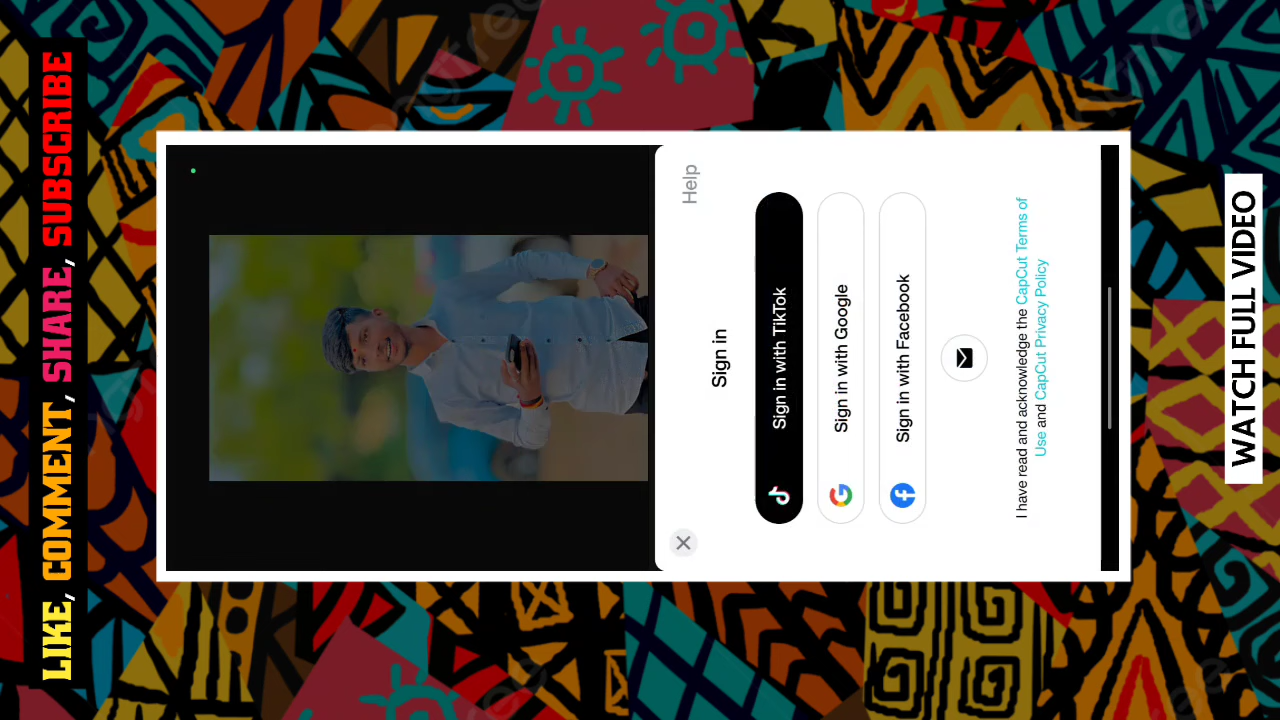 LIKE, COMMENT, SHARE, SUBSCRIBE
Help
Sign in
Sign in with TikTok
Sign in with Google
Sign in with Facebook
I have read and acknowledge the CapCut Terms of
Use and CapCut Privacy Policy
WATCH FULL VIDEO